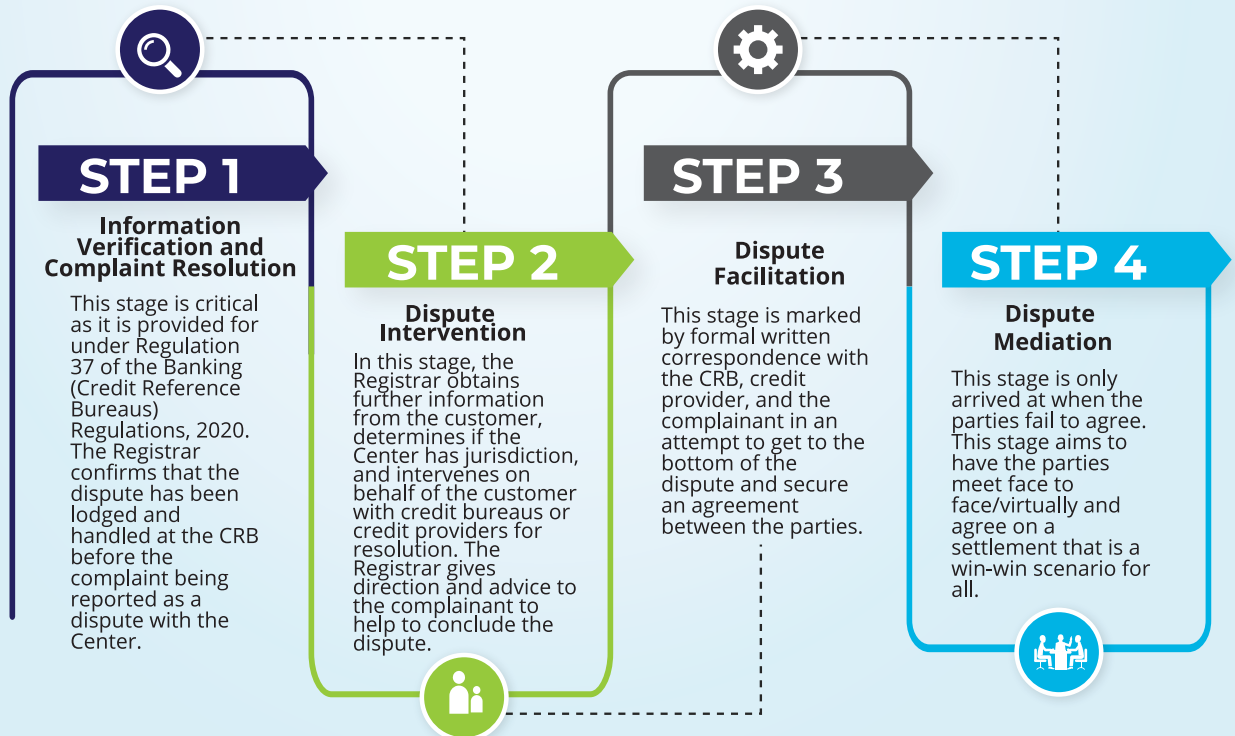 STEP 1
Information
Verification and
Complaint Resolution
This stage is critical
as it is provided for
under Regulation
37 of the Banking
(Credit Reference
Bureaus)
Regulations, 2020.
The Registrar
confirms that the
dispute has been
lodged and
handled at the CRB
before the
complaint being
reported as a
dispute with the
Center.
STEP 2
Dispute
Intervention
In this stage, the
Registrar obtains
further information
from the customer,
determines if the
Center has jurisdiction,
and intervenes on
behalf of the customer
with credit bureaus or
credit providers for
resolution. The
Registrar gives
direction and advice to
the complainant to
help to conclude the
dispute.
STEP 3
Dispute
Facilitation
This stage is marked
by formal written
correspondence with
the CRB, credit
provider, and the
complainant in an
attempt to get to the
bottom of the
dispute and secure
an agreement
between the parties.
STEP 4
Dispute
Mediation
This stage is only
arrived at when the
parties fail to agree.
This stage aims to
have the parties
meet face to
face/virtually and
agree on a
settlement that is a
win-win scenario for
all.